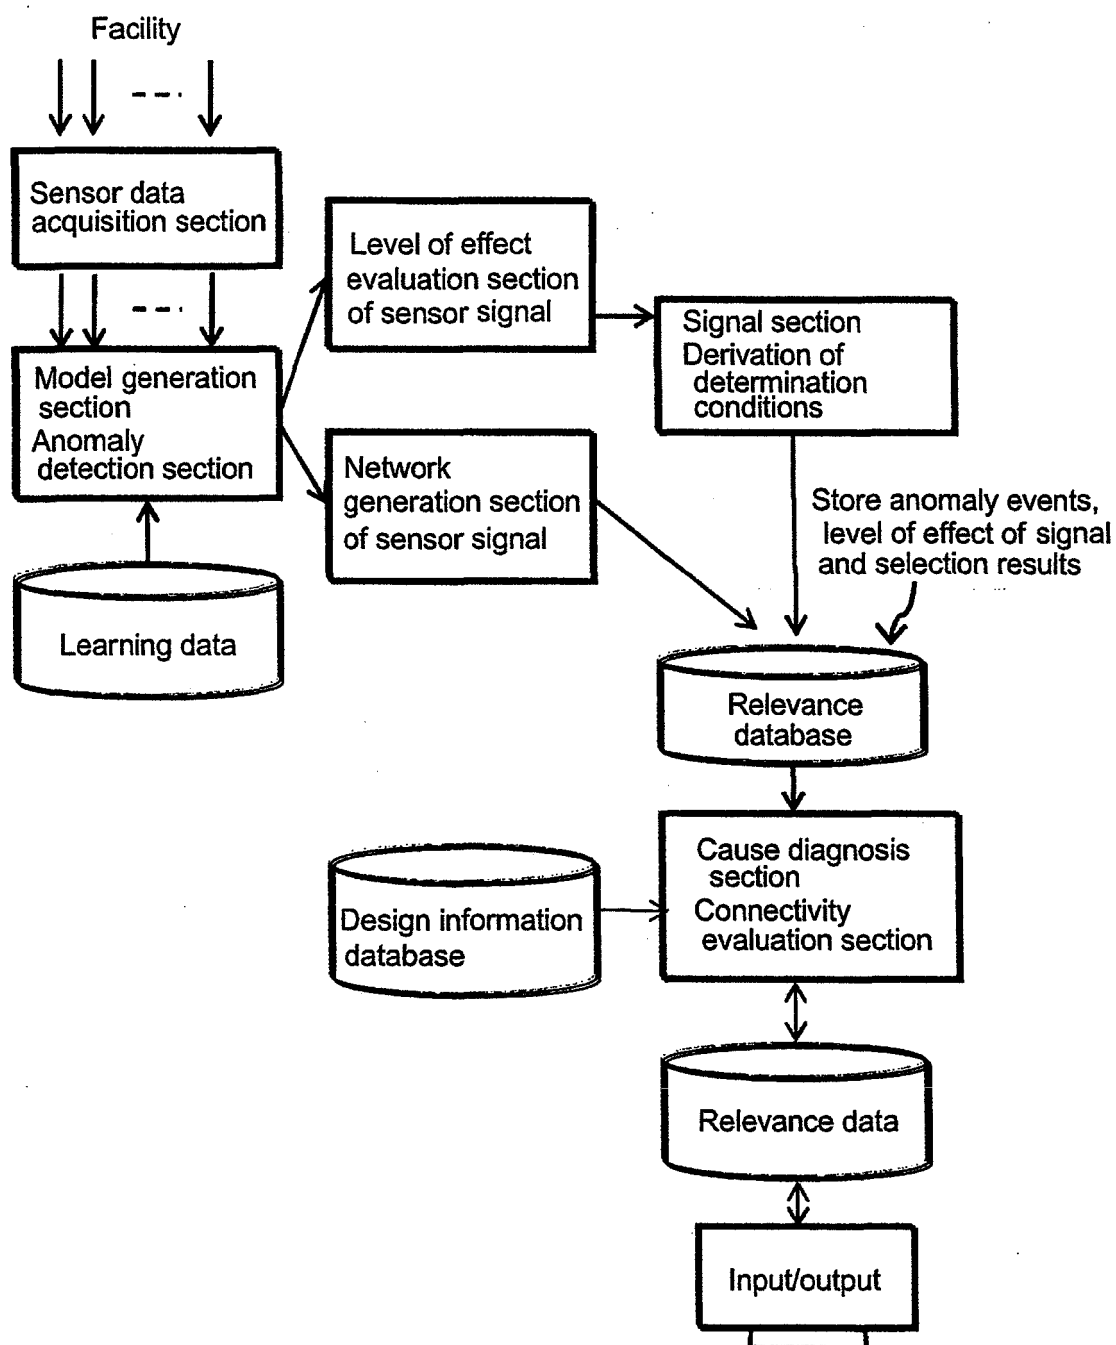 Facility
Sensor data
acquisition section
Level of effect
evaluation section
of sensor signal
Signal section
Derivation of
determination
conditions
Model generation
section
Anomaly
detection section
Network
generation section
of sensor signal
Store anomaly events,
level of effect of signal
and selection results
Learning data
Relevance
database
Cause diagnosis
section
Connectivity
evaluation section
Design information
database
Relevance data
Input/output